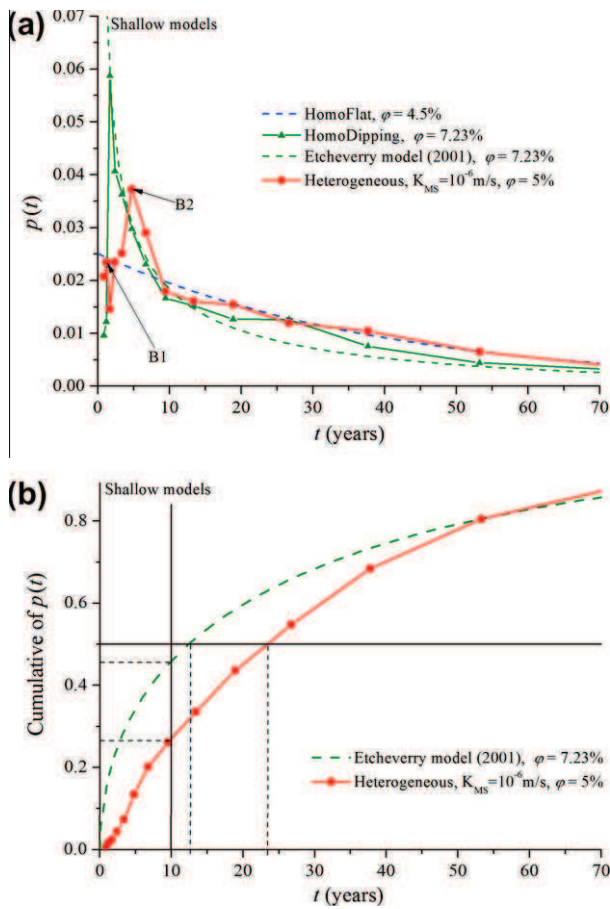 (a)
Shallow models
0.07
0.06
0.05
0.04
0.03
0.02
0.01
0.00
p(t)
HomoFlat, φ = 4.5%
HomoDipping, φ = 7.23%
Etcheverry model (2001), φ = 7.23%
Heterogeneous, K_MS=10⁻⁶m/s, φ = 5%
B2
B1
0 10 20 30 40 50 60 70
t (years)
(b)
Shallow models
0.8
0.6
0.4
0.2
0.0
Cumulative of p(t)
Etcheverry model (2001), φ = 7.23%
Heterogeneous, K_MS=10⁻⁶m/s, φ = 5%
0 10 20 30 40 50 60 70
t (years)